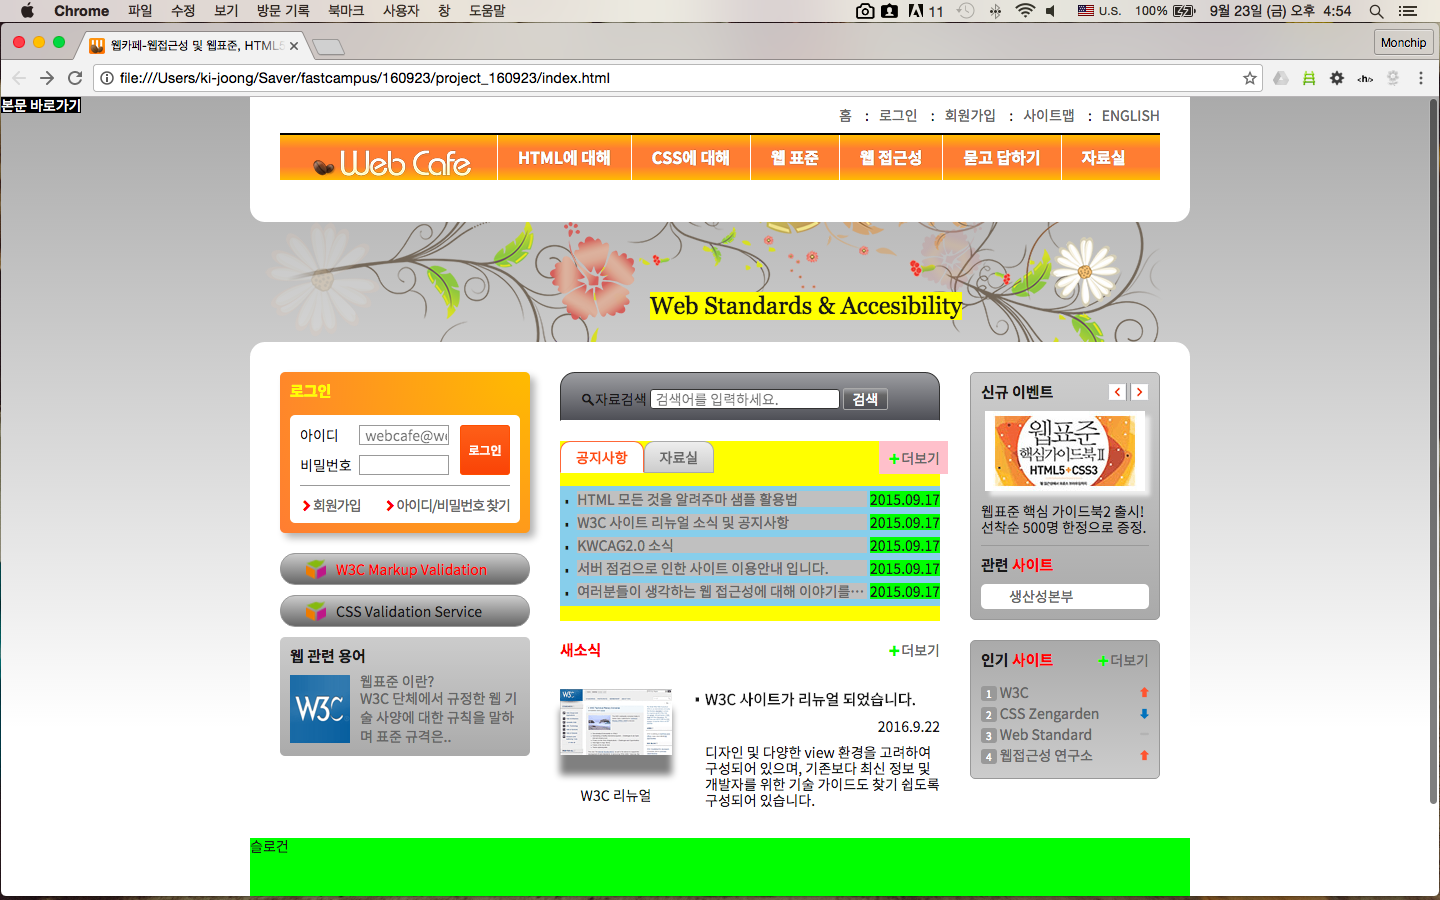 Chrome 파일 수정 보기 방문 기록 북마크 사용자 창 도움말 11 U.S. 100% 9월 23일 (금) 오후 4:54
웹카페-웹접근성 및 웹표준, HTML5
Monchip
file:///Users/ki-joong/Saver/fastcampus/160923/project_160923/index.html
본문 바로가기
홈 : 로그인 : 회원가입 : 사이트맵 : ENGLISH
Web Cafe HTML에 대해 CSS에 대해 웹 표준 웹 접근성 묻고 답하기 자료실
Web Standards & Accesibility
로그인
아이디 webcafe@we
비밀번호
로그인
회원가입 아이디/비밀번호 찾기
W3C Markup Validation
CSS Validation Service
웹 관련 용어
W3C
웹표준 이란?
W3C 단체에서 규정한 웹 기
술 사양에 대한 규칙을 말하
며 표준 규격은..
자료검색 검색어를 입력하세요. 검색
공지사항 자료실 +더보기
HTML 모든 것을 알려주마 샘플 활용법 2015.09.17
W3C 사이트 리뉴얼 소식 및 공지사항 2015.09.17
KWCAG2.0 소식 2015.09.17
서버 점검으로 인한 사이트 이용안내 입니다. 2015.09.17
여러분들이 생각하는 웹 접근성에 대해 이야기를… 2015.09.17
새소식 +더보기
W3C
W3C 리뉴얼
W3C 사이트가 리뉴얼 되었습니다.
2016.9.22
디자인 및 다양한 view 환경을 고려하여
구성되어 있으며, 기존보다 최신 정보 및
개발자를 위한 기술 가이드도 찾기 쉽도록
구성되어 있습니다.
신규 이벤트
웹표준
핵심가이드북Ⅱ
HTML5+CSS3
웹표준 핵심 가이드북2 출시!
선착순 500명 한정으로 증정.
관련 사이트
생산성본부
인기 사이트 +더보기
1 W3C
2 CSS Zengarden
3 Web Standard
4 웹접근성 연구소
슬로건